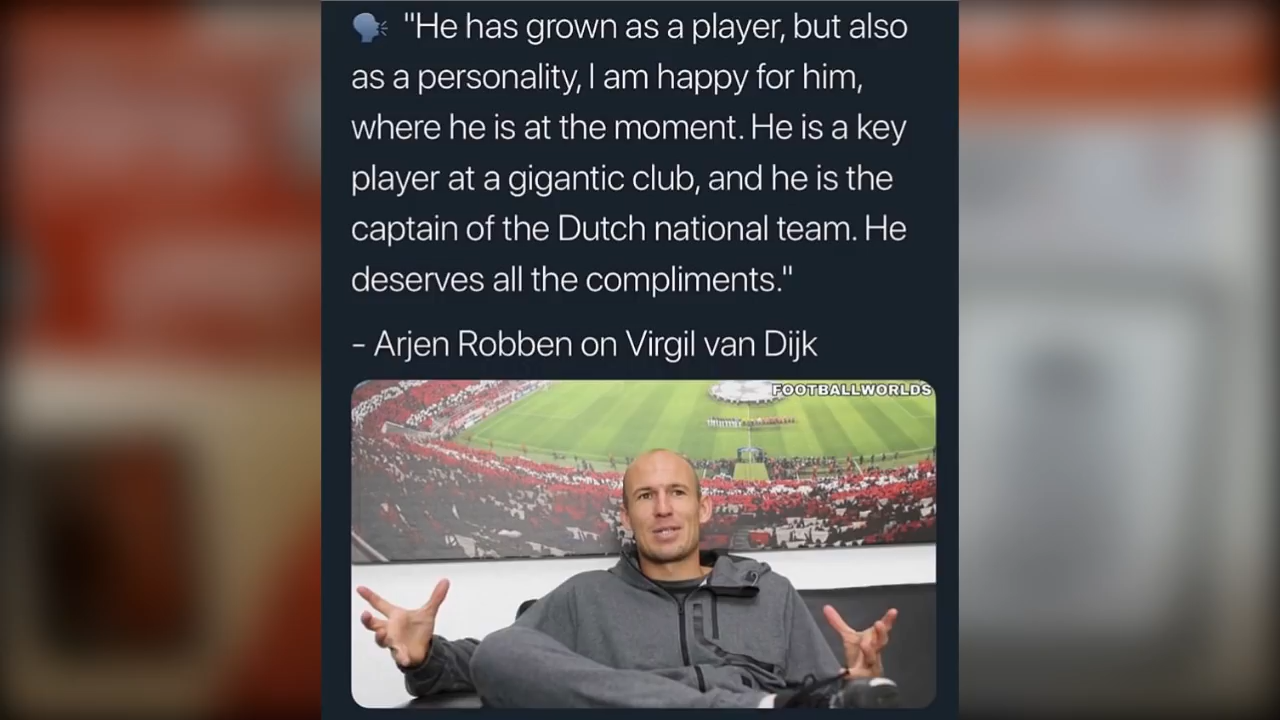 "He has grown as a player, but also
as a personality, I am happy for him,
where he is at the moment. He is a key
player at a gigantic club, and he is the
captain of the Dutch national team. He
deserves all the compliments."
- Arjen Robben on Virgil van Dijk
FOOTBALLWORLDS